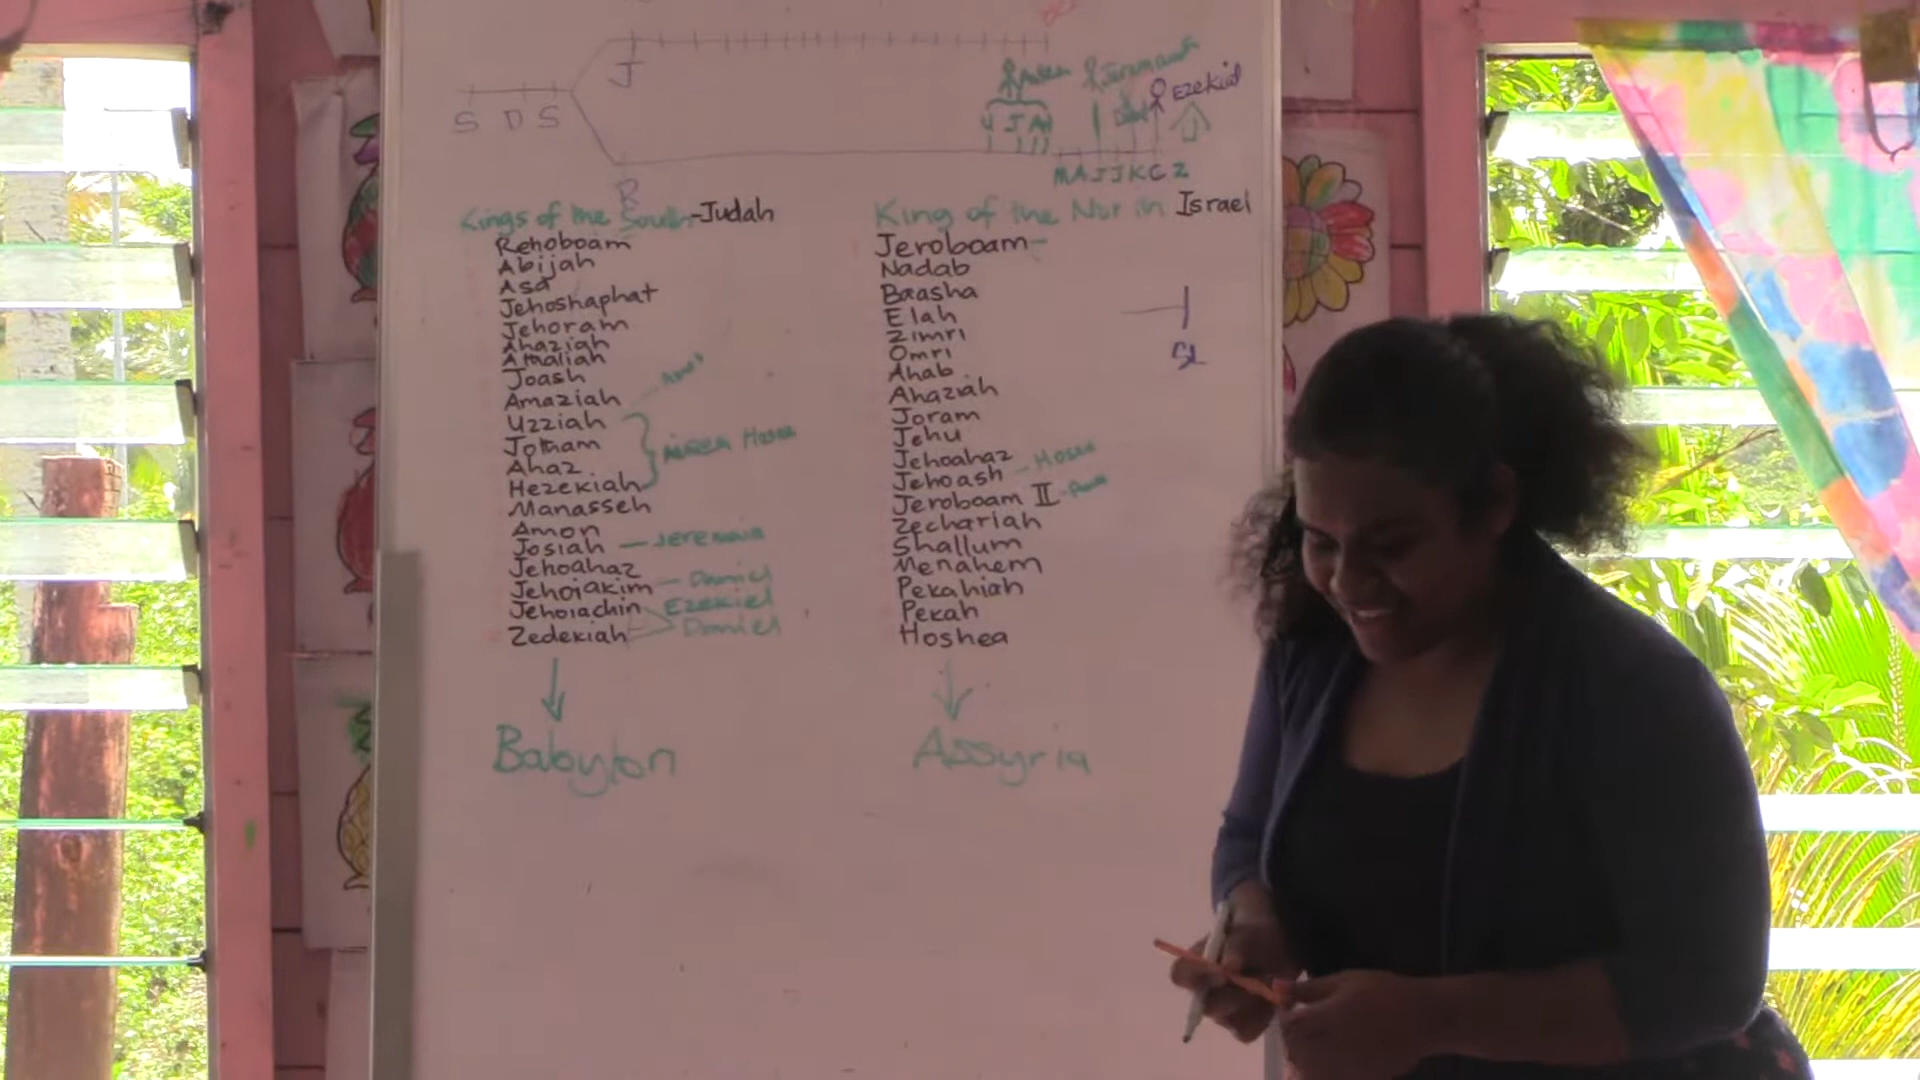 J
Ezekiel
S D S
MAJJKCZ
R
Kings of the South-Judah
Rehoboam
Abijah
Asa
Jehoshaphat
Jehoram
Ahaziah
Athaliah
Joash
Amaziah
Uzziah
Jotham
Ahaz
Hosea
Hezekiah
Manasseh
Amon
Josiah — Jeremiah
Jehoahaz
Jehoiakim — Daniel
Jehoiachin Ezekiel
Zedekiah Daniel
Babylon
King of the North Israel
Jeroboam
Nadab
Baasha
Elah
Zimri
Omri
Ahab
Ahaziah
Joram
Jehu
Jehoahaz
Jehoash - Hosea
Jeroboam II
Zechariah
Shallum
Menahem
Pekahiah
Pekah
Hoshea
Assyria
SL